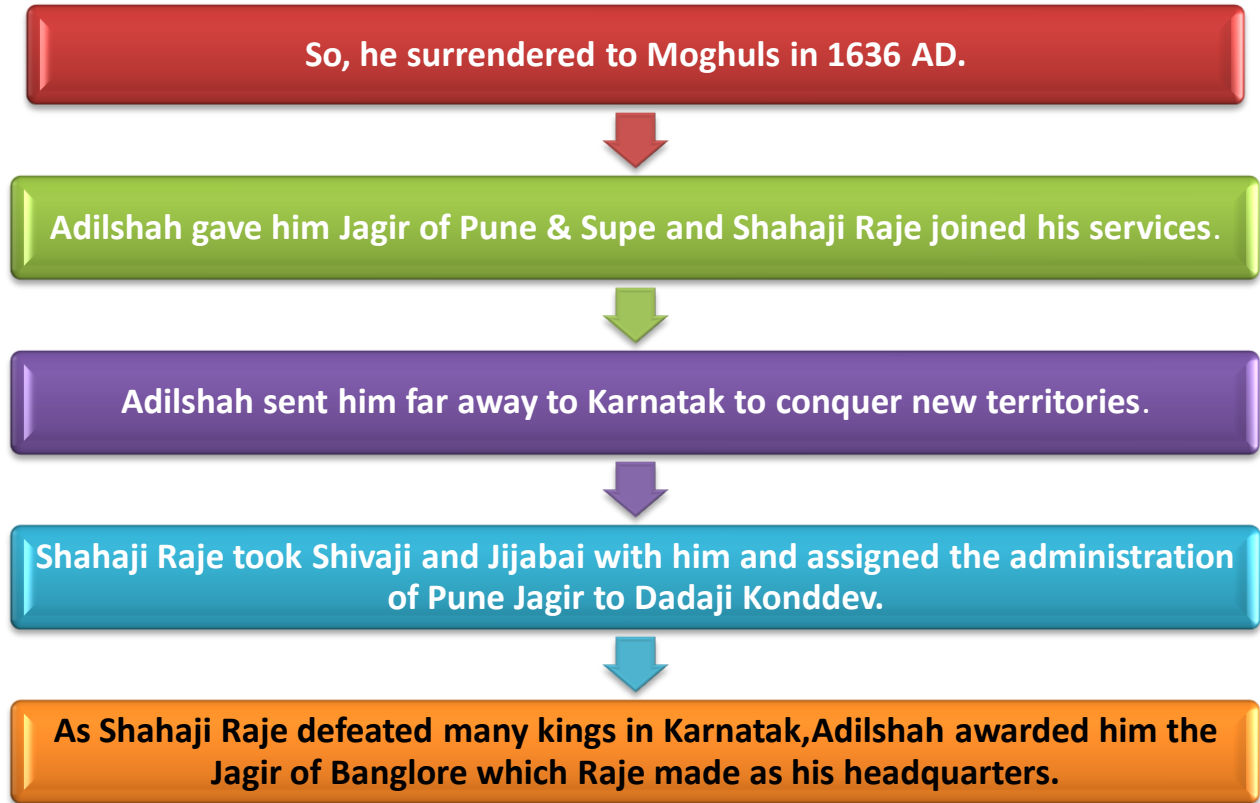 So, he surrendered to Moghuls in 1636 AD.
Adilshah gave him Jagir of Pune & Supe and Shahaji Raje joined his services.
Adilshah sent him far away to Karnatak to conquer new territories.
Shahaji Raje took Shivaji and Jijabai with him and assigned the administration
of Pune Jagir to Dadaji Konddev.
As Shahaji Raje defeated many kings in Karnatak,Adilshah awarded him the
Jagir of Banglore which Raje made as his headquarters.